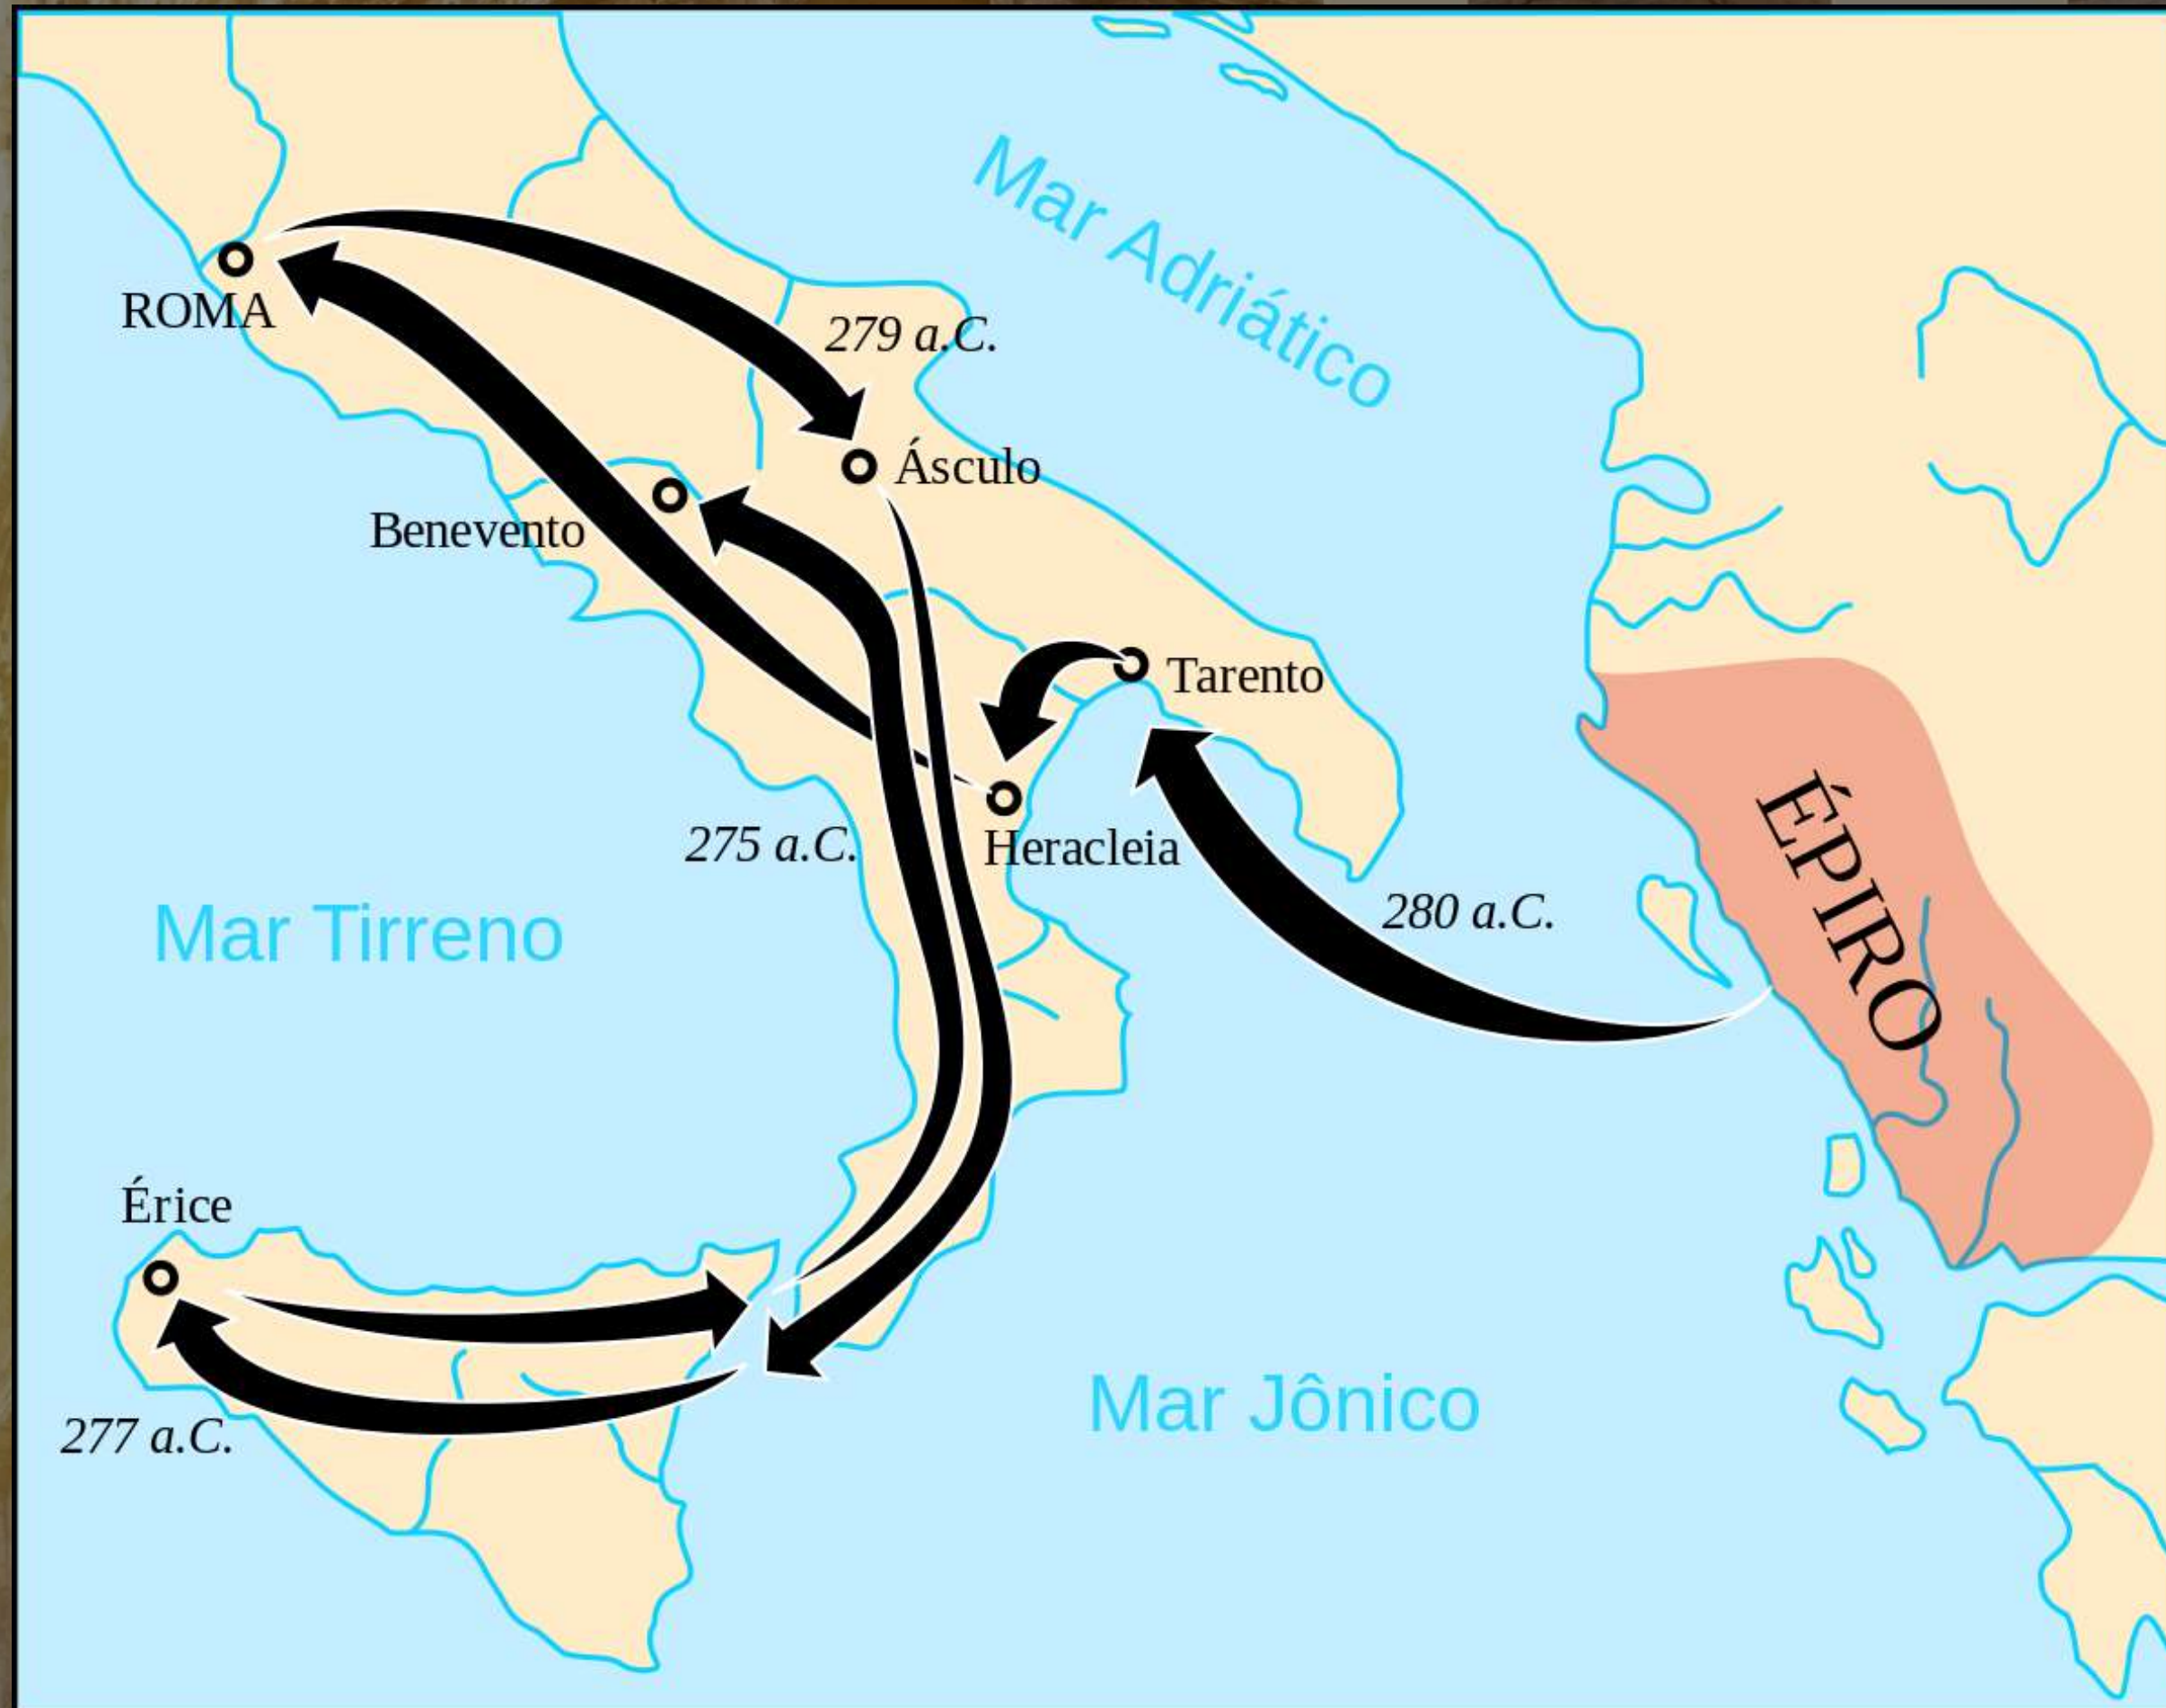 Mar Adriático
ROMA
279 a.C.
Ásculo
Benevento
Tarento
ÉPIRO
Heracleia
275 a.C.
280 a.C.
Mar Tirreno
Érice
Mar Jônico
277 a.C.